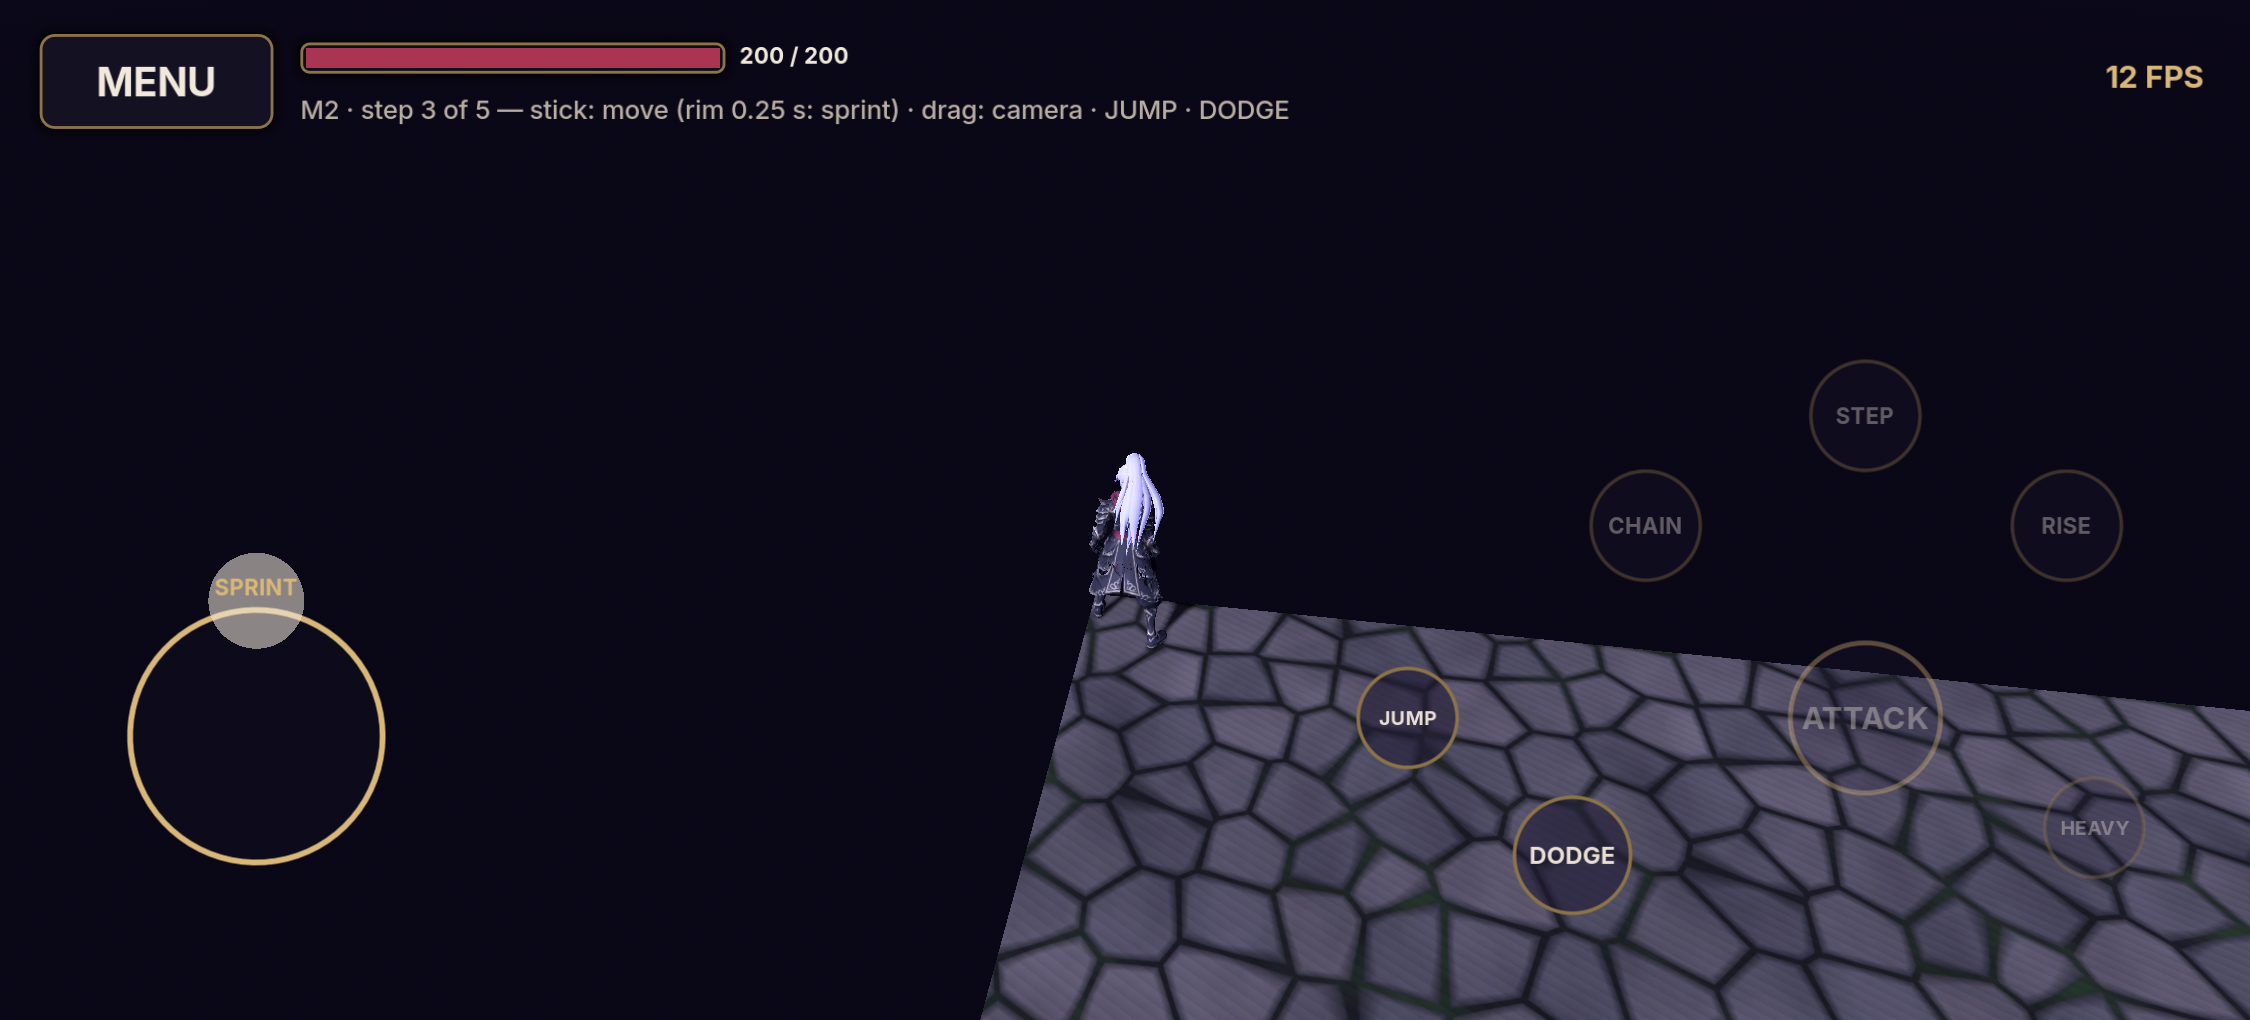 MENU
200 / 200
12 FPS
M2 · step 3 of 5 — stick: move (rim 0.25 s: sprint) · drag: camera · JUMP · DODGE
STEP
CHAIN
RISE
SPRINT
JUMP
ATTACK
HEAVY
DODGE